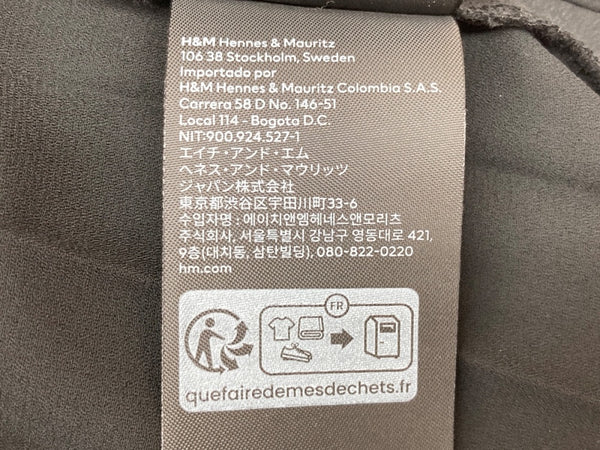 H&M Hennes & Mauritz
106 38 Stockholm, Sweden
Importado por
H&M Hennes & Mauritz Colombia S.A.S.
Carrera 58 D No. 146-51
Local 114 - Bogota D.C.
NIT:900.924.527-1
エイチ・アンド・エム
ヘネス・アンド・マウリッツ
ジャパン株式会社
東京都渋谷区宇田川町33-6
수입자명 : 에이치앤엠헤네스앤모리츠
주식회사, 서울특별시 강남구 영동대로 421,
9층(대치동, 삼탄빌딩), 080-822-0220
hm.com
FR
quefairedemesdechets.fr